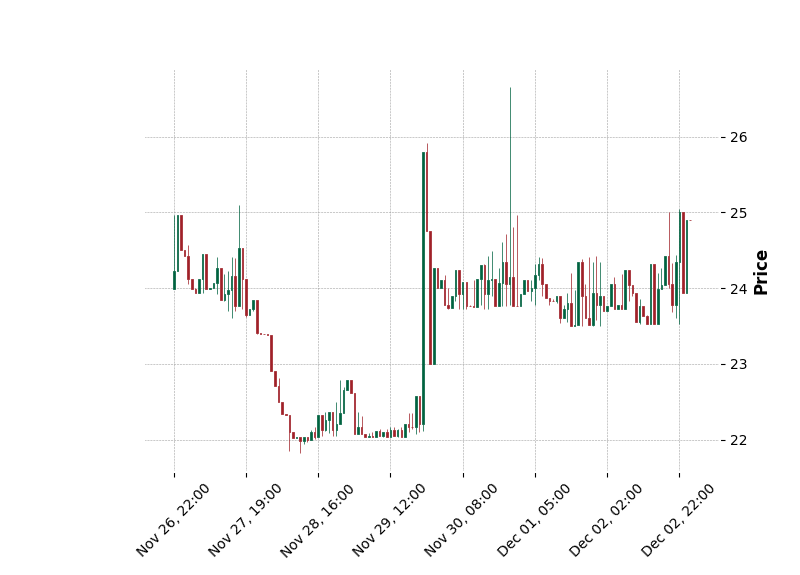 26
25
24
23
22
Price
Nov 26, 22:00
Nov 27, 19:00
Nov 28, 16:00
Nov 29, 12:00
Nov 30, 08:00
Dec 01, 05:00
Dec 02, 02:00
Dec 02, 22:00